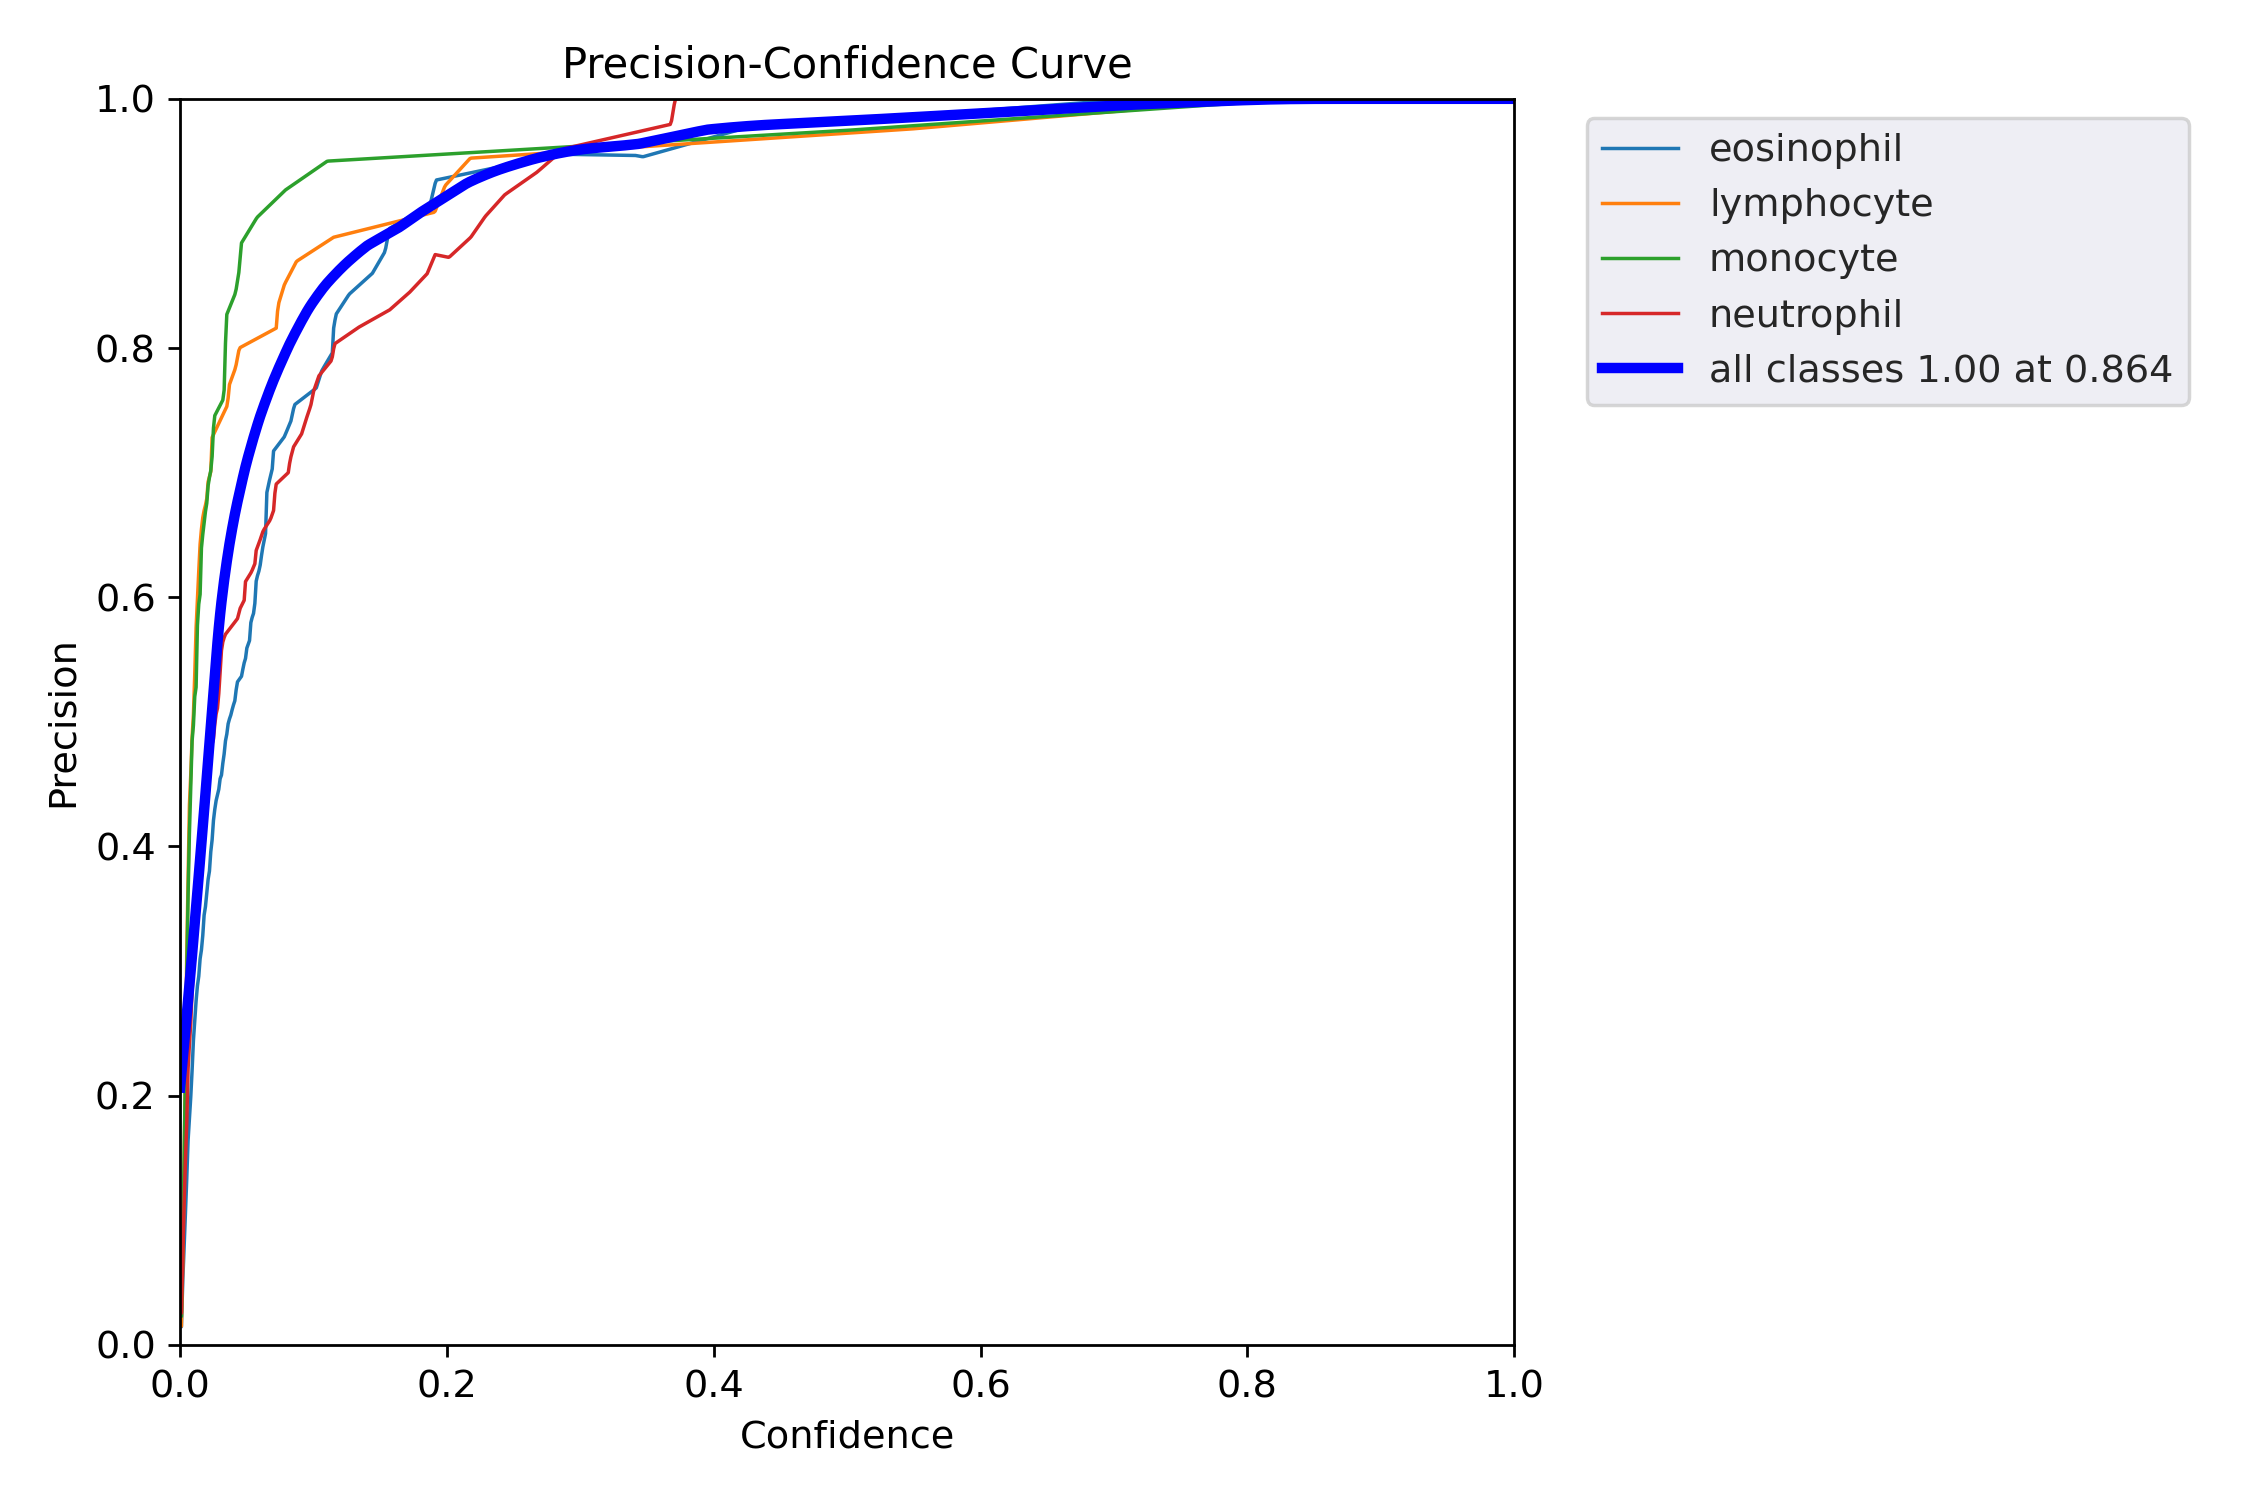 Precision-Confidence Curve
1.0
0.8
0.6
0.4
0.2
0.0
Precision
0.0 0.2 0.4 0.6 0.8 1.0
Confidence
eosinophil
lymphocyte
monocyte
neutrophil
all classes 1.00 at 0.864